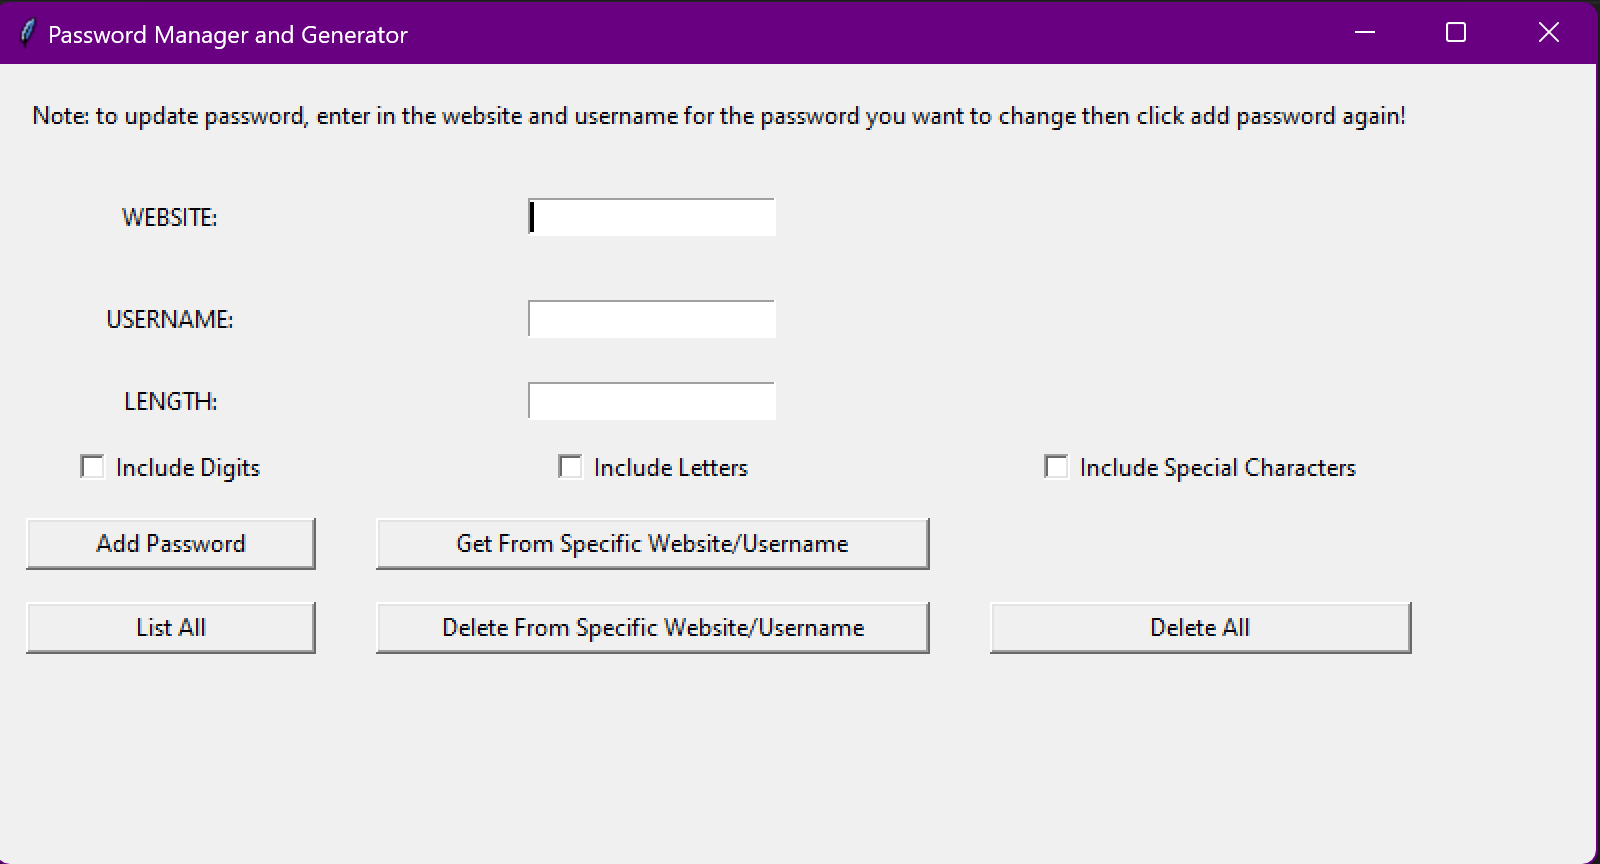 Password Manager and Generator
Note: to update password, enter in the website and username for the password you want to change then click add password again!
WEBSITE:
USERNAME:
LENGTH:
Include Digits
Include Letters
Include Special Characters
Add Password
Get From Specific Website/Username
List All
Delete From Specific Website/Username
Delete All